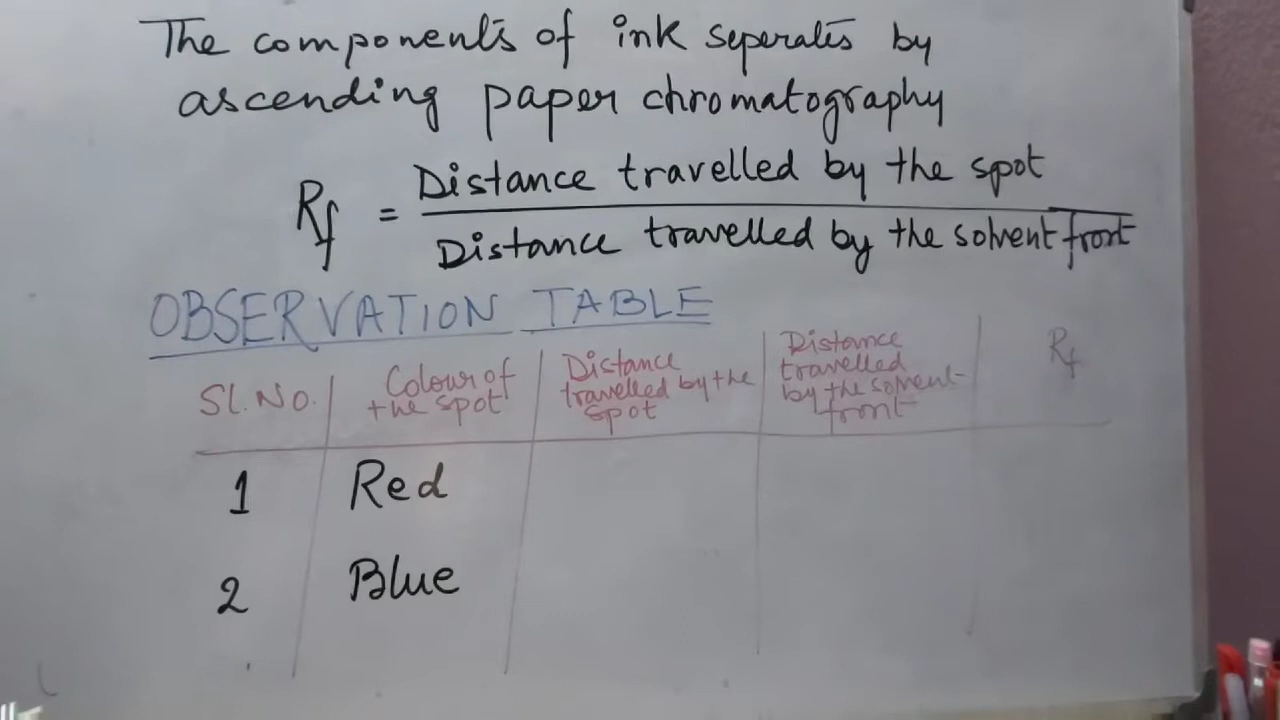 The components of ink seperates by
ascending paper chromatography
Rf = Distance travelled by the spot
Distance travelled by the solvent front
OBSERVATION TABLE
Sl. No.
Colour of
the spot
Distance
travelled by the
spot
Distance
travelled
by the solvent
front
Rf
1 Red
2 Blue